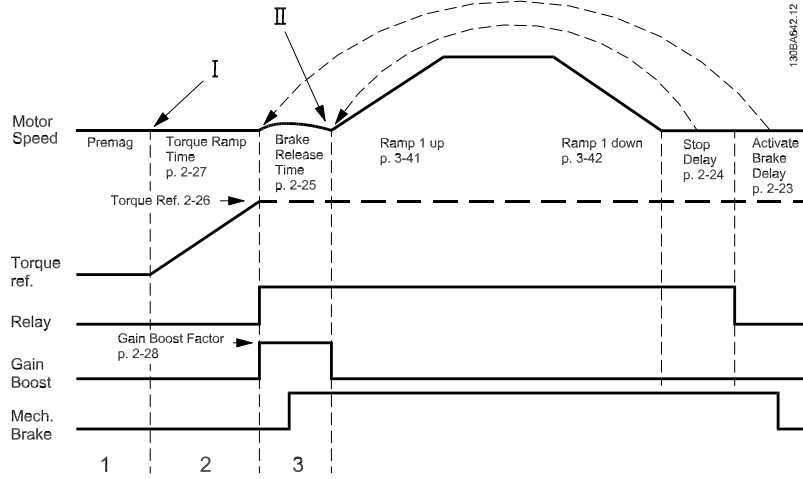 130BA642.12
I
II
Motor
Speed
Premag
Torque Ramp
Time
p. 2-27
Brake
Release
Time
p. 2-25
Ramp 1 up
p. 3-41
Ramp 1 down
p. 3-42
Stop
Delay
p. 2-24
Activate
Brake
Delay
p. 2-23
Torque Ref. 2-26
Torque
ref.
Relay
Gain Boost Factor
p. 2-28
Gain
Boost
Mech.
Brake
1
2
3